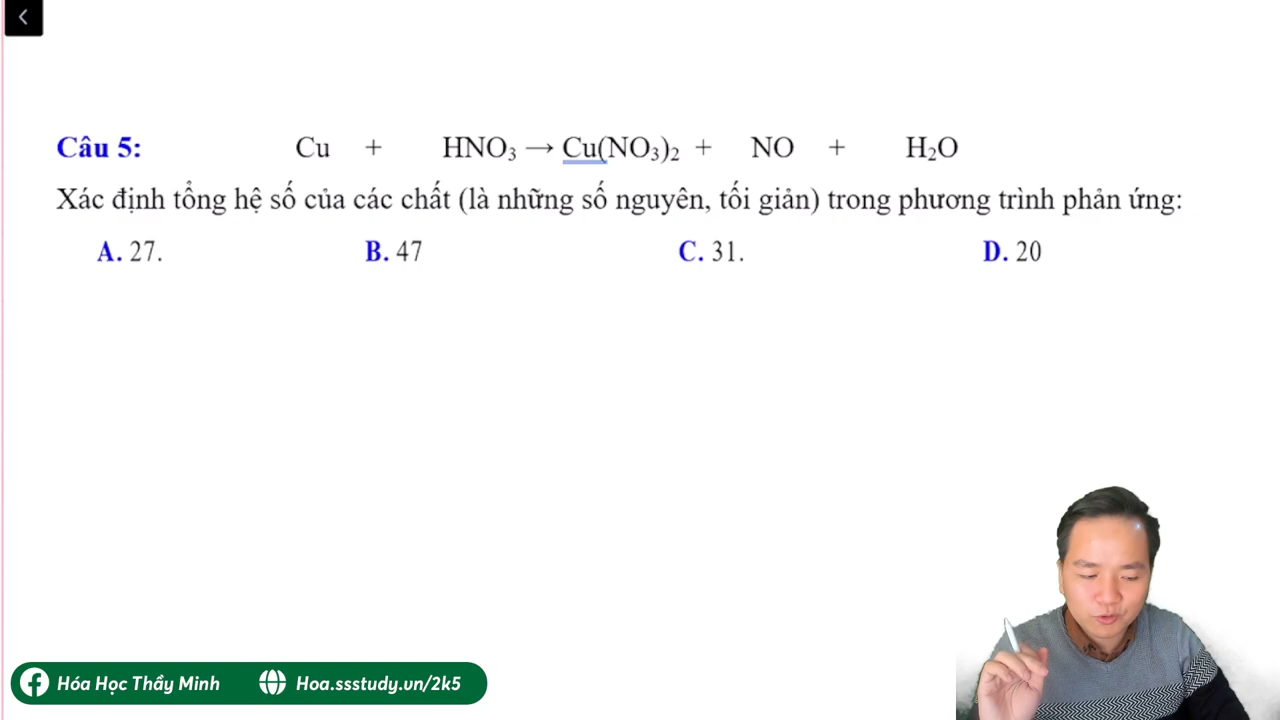 Câu 5: Cu + HNO₃ → Cu(NO₃)₂ + NO + H₂O
Xác định tổng hệ số của các chất (là những số nguyên, tối giản) trong phương trình phản ứng:
A. 27. B. 47 C. 31. D. 20
Hóa Học Thầy Minh Hoa.ssstudy.vn/2k5